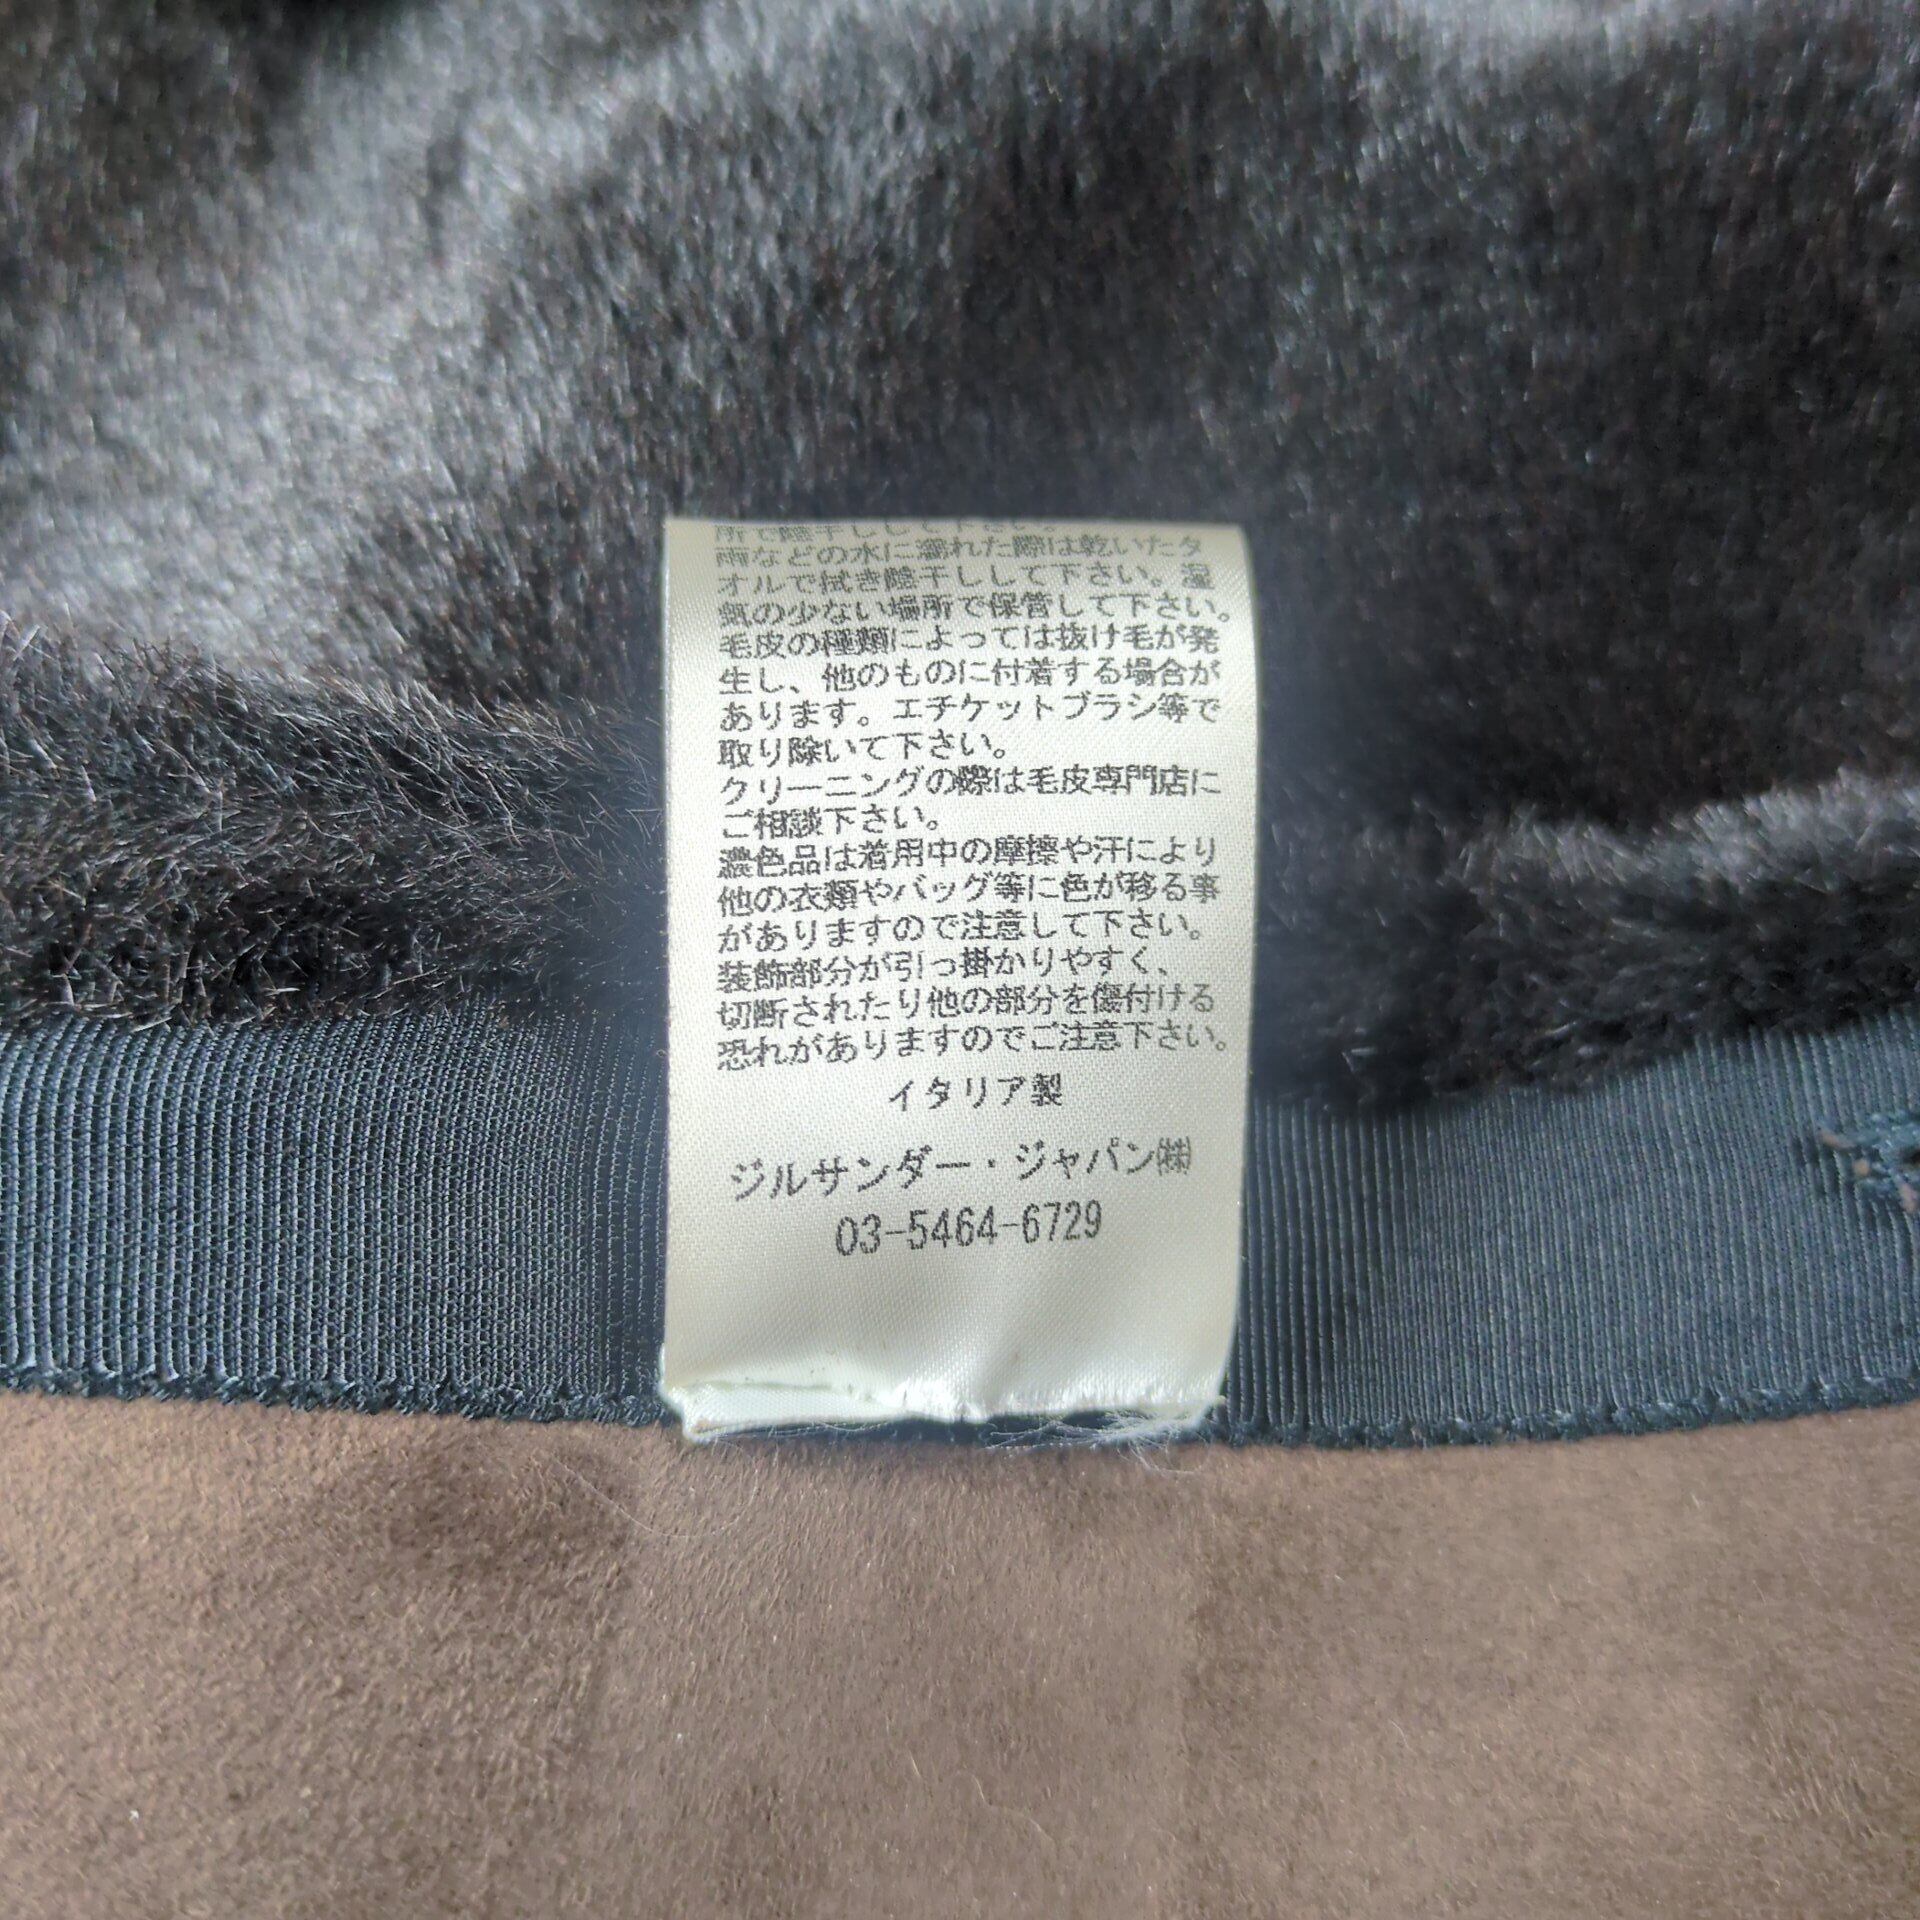 所で陰干しして下さい。
雨などの水に濡れた際は乾いたタ
オルで拭き陰干しして下さい。湿
気の少ない場所で保管して下さい。
毛皮の種類によっては抜け毛が発
生し、他のものに付着する場合が
あります。エチケットブラシ等で
取り除いて下さい。
クリーニングの際は毛皮専門店に
ご相談下さい。
濃色品は着用中の摩擦や汗により
他の衣類やバッグ等に色が移る事
がありますので注意して下さい。
装飾部分が引っ掛かりやすく、
切断されたり他の部分を傷付ける
恐れがありますのでご注意下さい。
イタリア製
ジルサンダー・ジャパン㈱
03-5464-6729